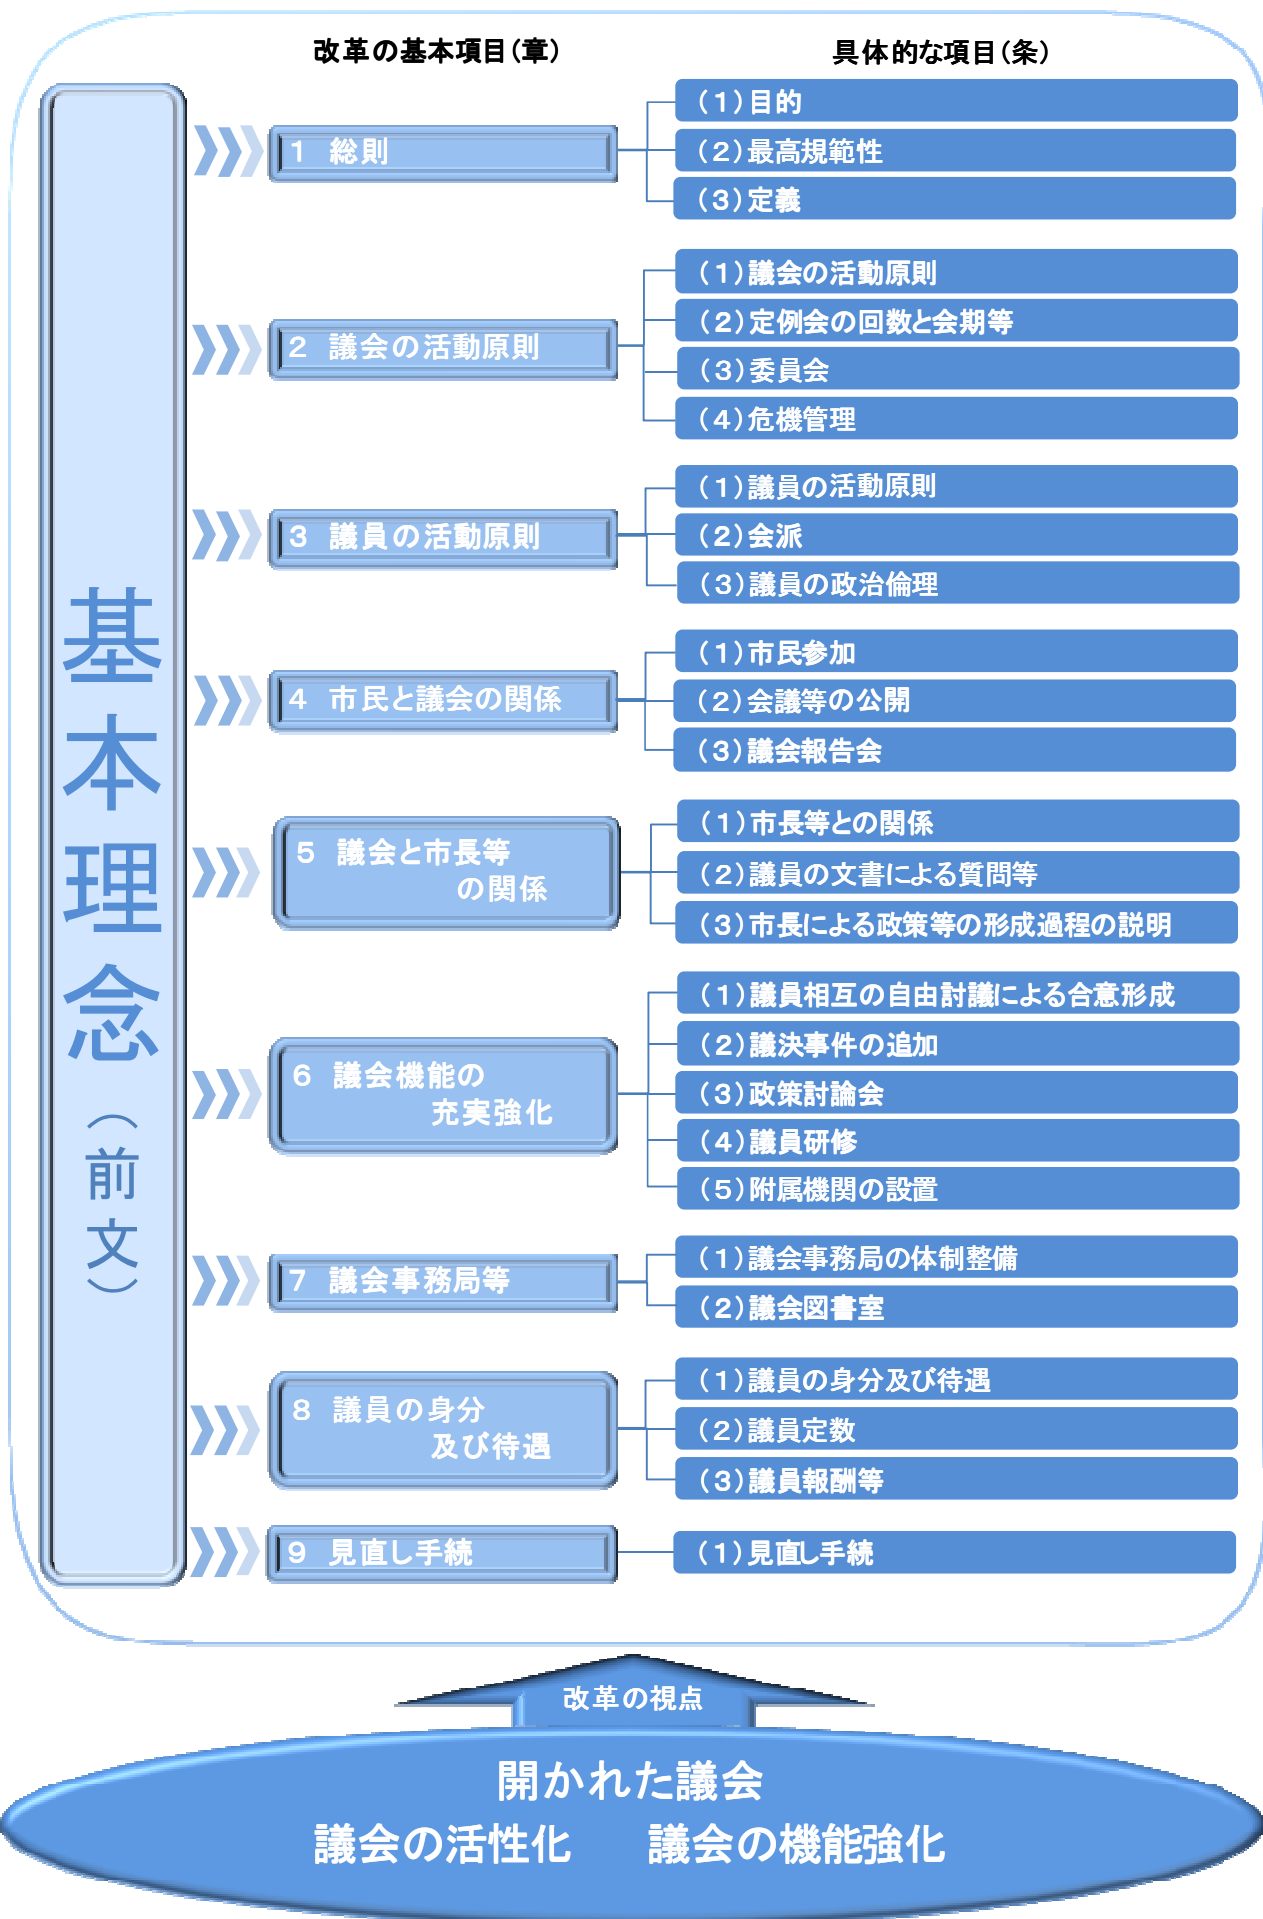 改革の基本項目（章）
具体的な項目（条）
基本理念（前文）
１　総則
（１）目的
（２）最高規範性
（３）定義
２　議会の活動原則
（１）議会の活動原則
（２）定例会の回数と会期等
（３）委員会
（４）危機管理
３　議員の活動原則
（１）議員の活動原則
（２）会派
（３）議員の政治倫理
４　市民と議会の関係
（１）市民参加
（２）会議等の公開
（３）議会報告会
５　議会と市長等
の関係
（１）市長等との関係
（２）議員の文書による質問等
（３）市長による政策等の形成過程の説明
６　議会機能の
充実強化
（１）議員相互の自由討議による合意形成
（２）議決事件の追加
（３）政策討論会
（４）議員研修
（５）附属機関の設置
７　議会事務局等
（１）議会事務局の体制整備
（２）議会図書室
８　議員の身分
及び待遇
（１）議員の身分及び待遇
（２）議員定数
（３）議員報酬等
９　見直し手続
（１）見直し手続
改革の視点
開かれた議会
議会の活性化　　議会の機能強化